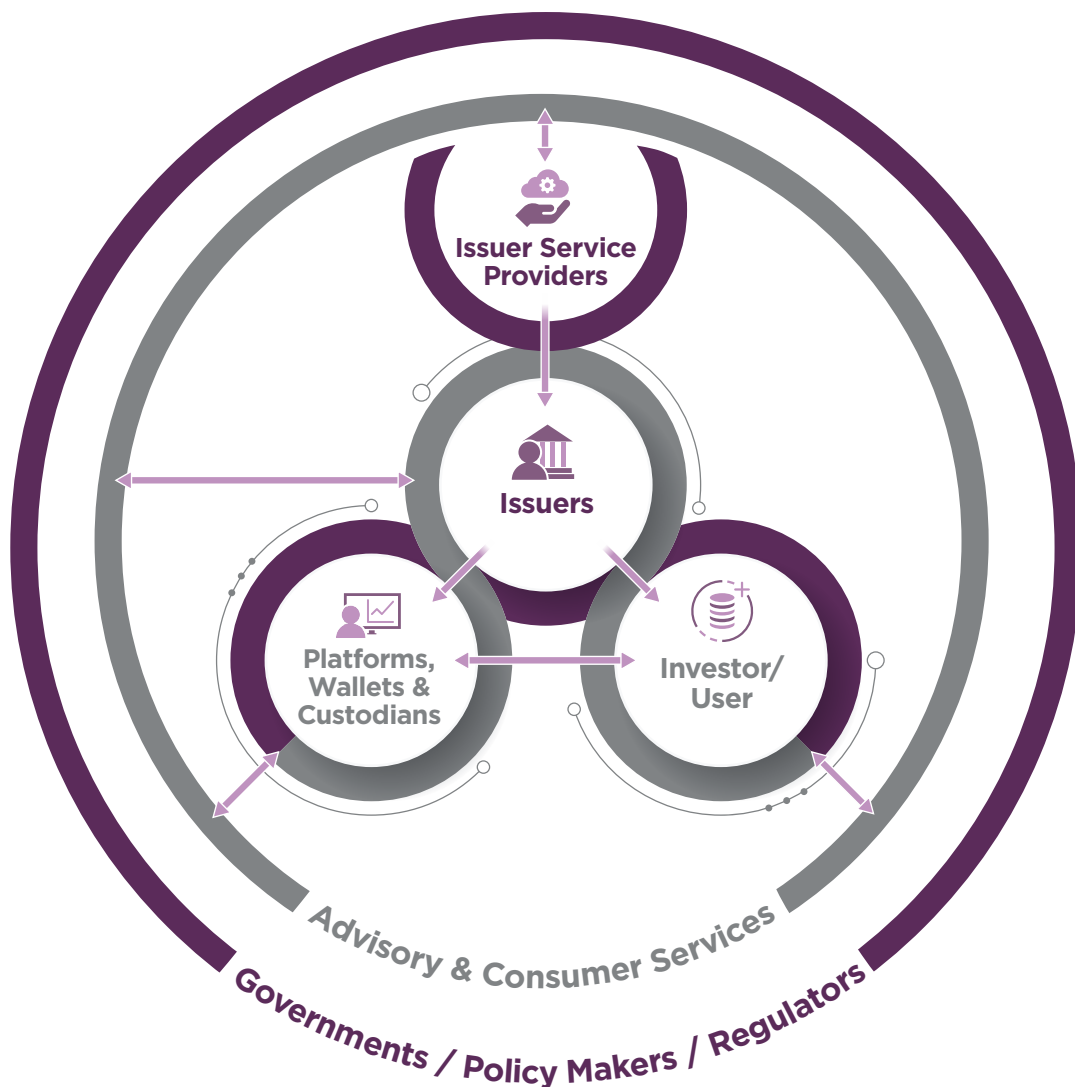 Issuer Service
Providers
Issuers
Platforms,
Wallets &
Custodians
Investor/
User
Advisory & Consumer Services
Governments / Policy Makers / Regulators